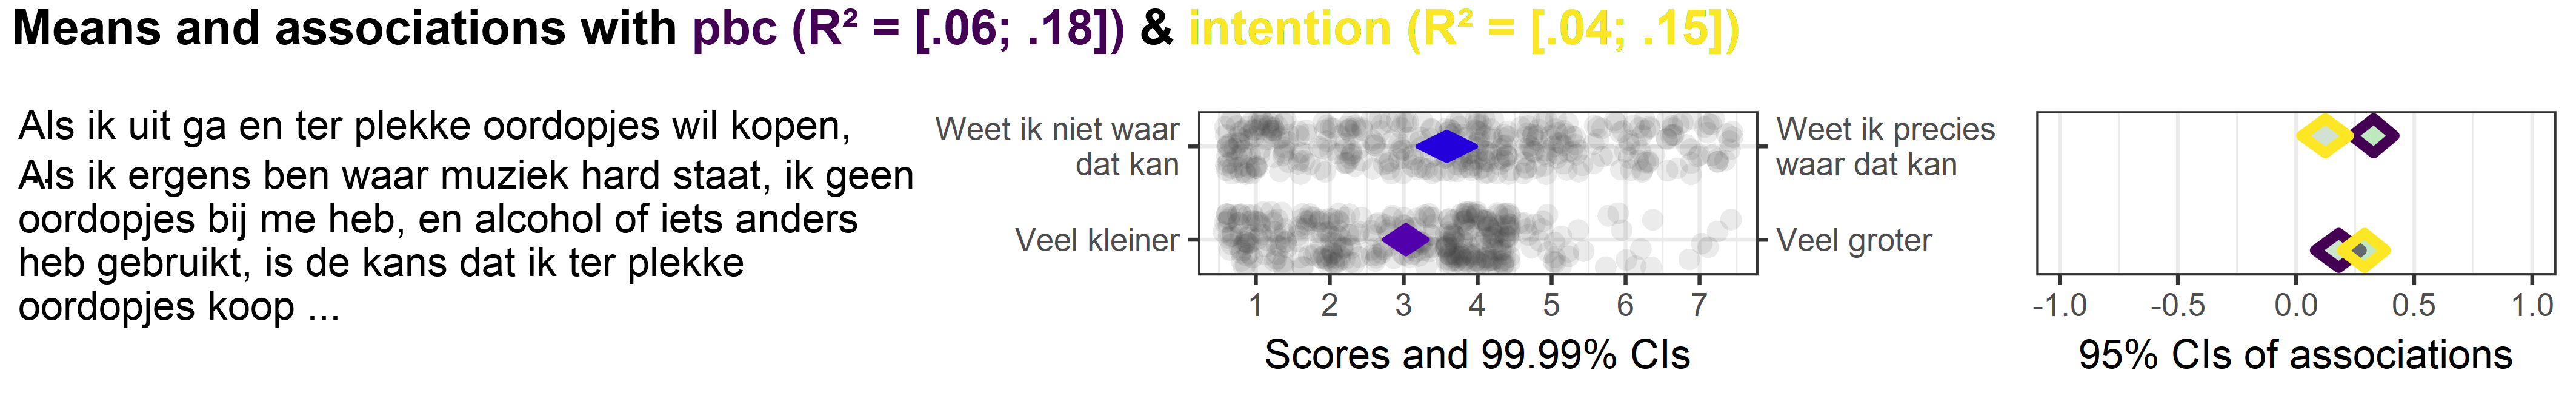 Means and associations with pbc (R² = [.06; .18]) & intention (R² = [.04; .15])
Als ik uit ga en ter plekke oordopjes wil kopen,
...
Als ik ergens ben waar muziek hard staat, ik geen
oordopjes bij me heb, en alcohol of iets anders
heb gebruikt, is de kans dat ik ter plekke
oordopjes koop ...
Weet ik niet waar
dat kan
Veel kleiner
Weet ik precies
waar dat kan
Veel groter
1 2 3 4 5 6 7
Scores and 99.99% CIs
-1.0 -0.5 0.0 0.5 1.0
95% CIs of associations